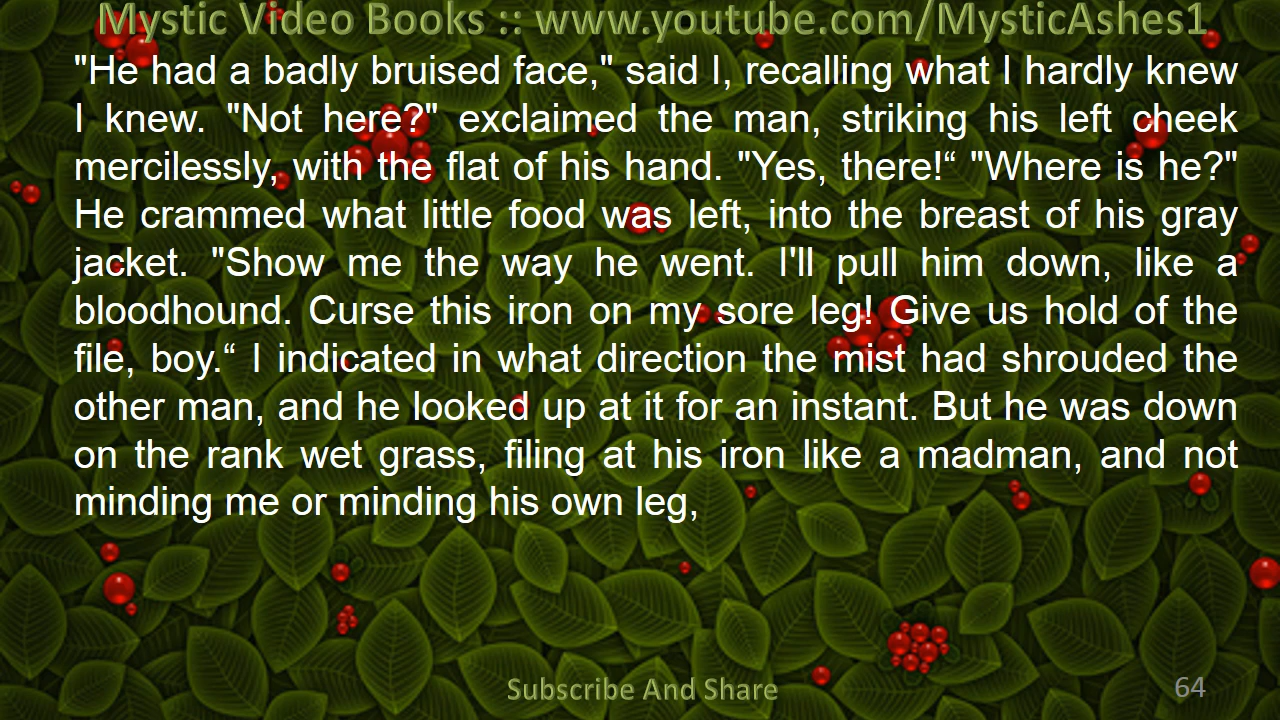 Mystic Video Books :: www.youtube.com/MysticAshes1
"He had a badly bruised face," said I, recalling what I hardly knew
I knew. "Not here?" exclaimed the man, striking his left cheek
mercilessly, with the flat of his hand. "Yes, there!“ "Where is he?"
He crammed what little food was left, into the breast of his gray
jacket. "Show me the way he went. I'll pull him down, like a
bloodhound. Curse this iron on my sore leg! Give us hold of the
file, boy.“ I indicated in what direction the mist had shrouded the
other man, and he looked up at it for an instant. But he was down
on the rank wet grass, filing at his iron like a madman, and not
minding me or minding his own leg,
Subscribe And Share
64